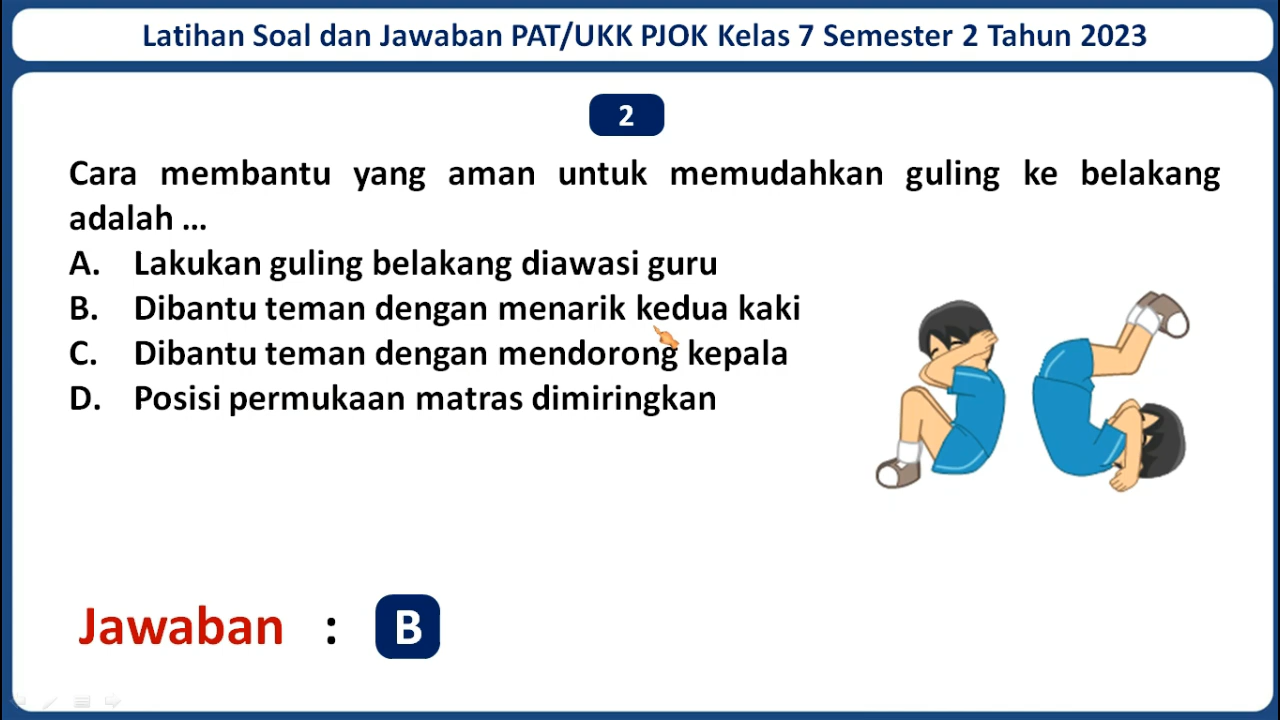 Latihan Soal dan Jawaban PAT/UKK PJOK Kelas 7 Semester 2 Tahun 2023
2
Cara membantu yang aman untuk memudahkan guling ke belakang
adalah ...
A. Lakukan guling belakang diawasi guru
B. Dibantu teman dengan menarik kedua kaki
C. Dibantu teman dengan mendorong kepala
D. Posisi permukaan matras dimiringkan
Jawaban : B